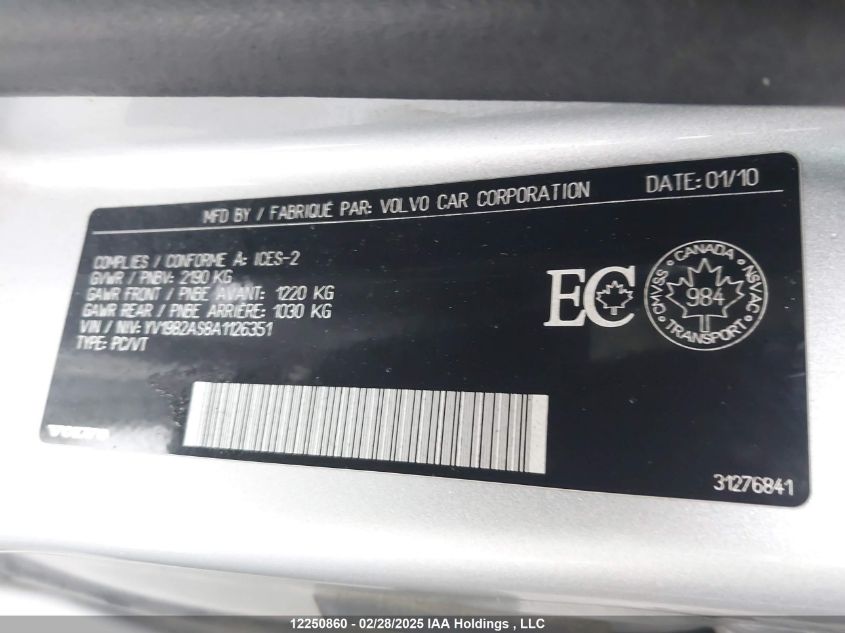 MFD BY / FABRIQUÉ PAR: VOLVO CAR CORPORATION DATE: 01/10
COMPLIES / CONFORME A: ICES-2
GVWR / PNBV: 2190 KG
GAWR FRONT / PNBE AVANT: 1220 KG
GAWR REAR / PNBE ARRIÈRE: 1030 KG
VIN / NIV: YV1982AS8A1126351
TYPE: PC/VT
EC
CANADA
CMVSS 984 NSVAC
TRANSPORT
VOLVO
31276841
12250860 - 02/28/2025 IAA Holdings , LLC